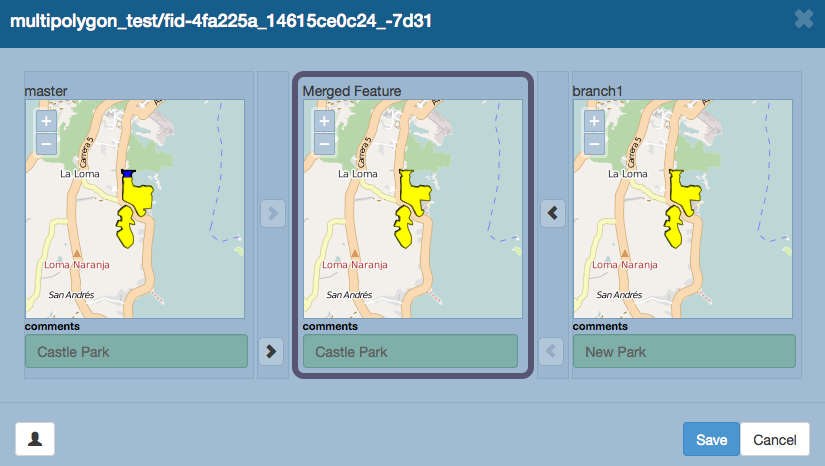 multipolygon_test/fid-4fa225a_14615ce0c24_-7d31
master
Merged Feature
branch1
+
−
Carrera 5
La Loma
Loma Naranja
San Andrés
+
−
Carrera 5
La Loma
Loma Naranja
San Andrés
+
−
Carrera 5
La Loma
Loma Naranja
San Andrés
comments
comments
comments
Castle Park
Castle Park
New Park
Save
Cancel